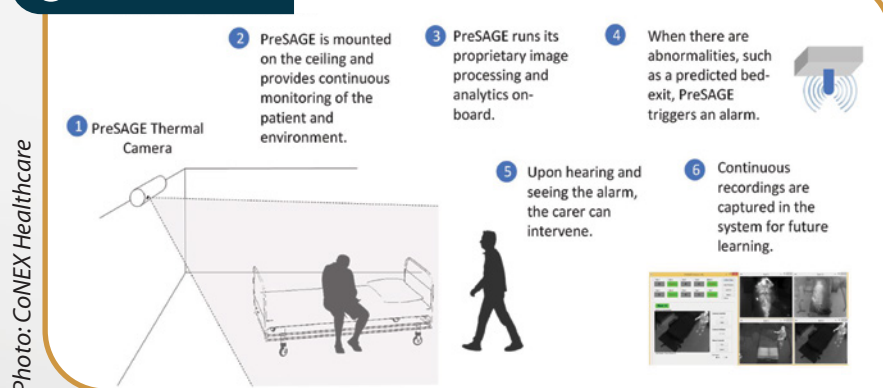 1 PreSAGE Thermal
Camera
2 PreSAGE is mounted
on the ceiling and
provides continuous
monitoring of the
patient and
environment.
3 PreSAGE runs its
proprietary image
processing and
analytics on-
board.
4 When there are
abnormalities, such
as a predicted bed-
exit, PreSAGE
triggers an alarm.
5 Upon hearing and
seeing the alarm,
the carer can
intervene.
6 Continuous
recordings are
captured in the
system for future
learning.
Photo: CoNEX Healthcare